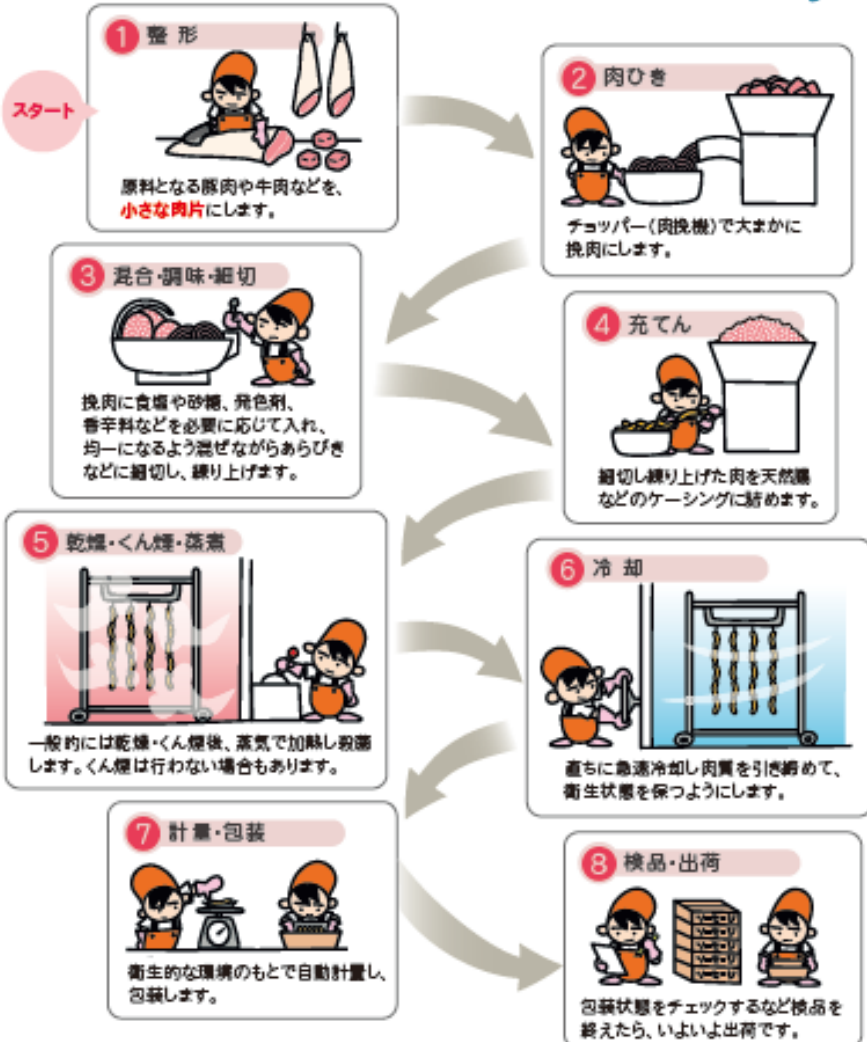 スタート
1 整形
原料となる豚肉や牛肉などを、
小さな肉片にします。
2 肉ひき
チョッパー(肉挽機)で大まかに
挽肉にします。
3 混合・調味・細切
挽肉に食塩や砂糖、発色剤、
香辛料などを必要に応じて入れ、
均一になるよう混ぜながらあらびき
などに細切し、練り上げます。
4 充てん
細切し練り上げた肉を天然腸
などのケーシングに詰めます。
5 乾燥・くん煙・蒸煮
一般的には乾燥・くん煙後、蒸気で加熱し殺菌
します。くん煙は行わない場合もあります。
6 冷却
直ちに急速冷却し肉質を引き締めて、
衛生状態を保つようにします。
7 計量・包装
衛生的な環境のもとで自動計量し、
包装します。
8 検品・出荷
包装状態をチェックするなど検品を
終えたら、いよいよ出荷です。